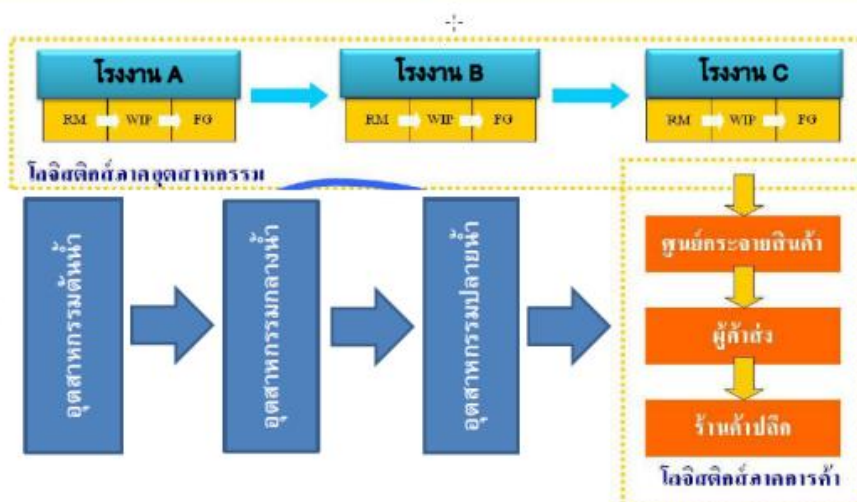 โรงงาน A
โรงงาน B
โรงงาน C
RM WIP FG
RM WIP FG
RM WIP FG
โลจิสติกส์ภาคอุตสาหกรรม
อุตสาหกรรมต้นน้ำ
อุตสาหกรรมกลางน้ำ
อุตสาหกรรมปลายน้ำ
ศูนย์กระจายสินค้า
ผู้ค้าส่ง
ร้านค้าปลีก
โลจิสติกส์ภาคการค้า